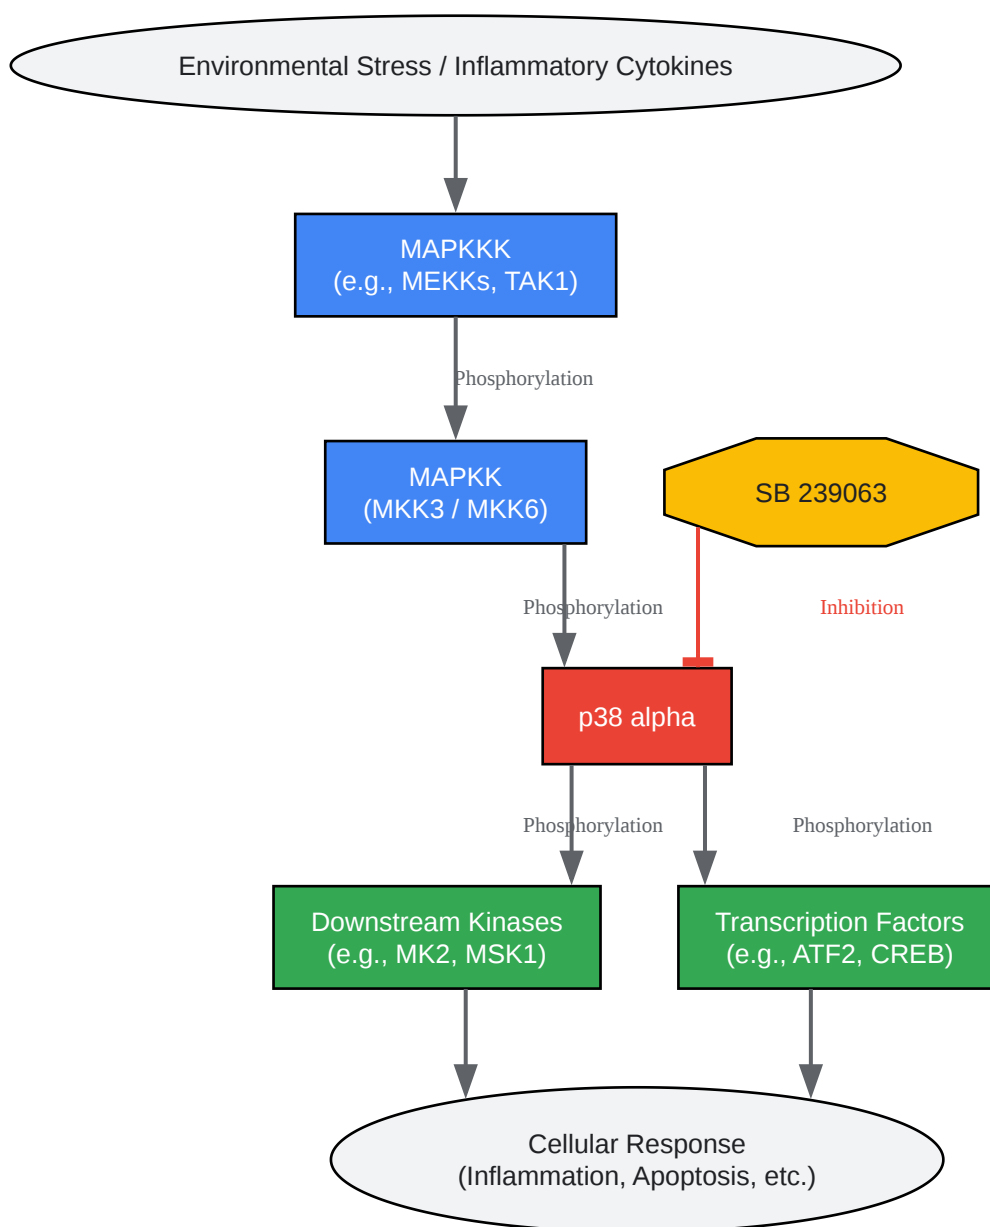 Environmental Stress / Inflammatory Cytokines
MAPKKK
(e.g., MEKKs, TAK1)
Phosphorylation
MAPKK
(MKK3 / MKK6)
SB 239063
Phosphorylation
Inhibition
p38 alpha
Phosphorylation
Phosphorylation
Downstream Kinases
(e.g., MK2, MSK1)
Transcription Factors
(e.g., ATF2, CREB)
Cellular Response
(Inflammation, Apoptosis, etc.)